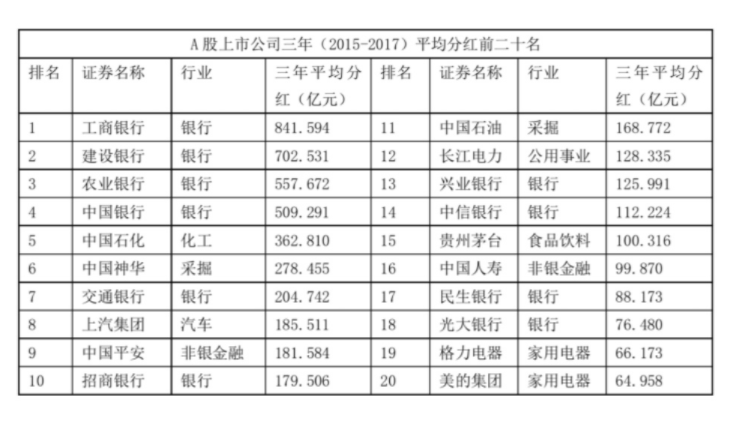 A 股上市公司三年（2015-2017）平均分红前二十名
排名 证券名称 行业 三年平均分红（亿元） 排名 证券名称 行业 三年平均分红（亿元）
1 工商银行 银行 841.594 11 中国石油 采掘 168.772
2 建设银行 银行 702.531 12 长江电力 公用事业 128.335
3 农业银行 银行 557.672 13 兴业银行 银行 125.991
4 中国银行 银行 509.291 14 中信银行 银行 112.224
5 中国石化 化工 362.810 15 贵州茅台 食品饮料 100.316
6 中国神华 采掘 278.455 16 中国人寿 非银金融 99.870
7 交通银行 银行 204.742 17 民生银行 银行 88.173
8 上汽集团 汽车 185.511 18 光大银行 银行 76.480
9 中国平安 非银金融 181.584 19 格力电器 家用电器 66.173
10 招商银行 银行 179.506 20 美的集团 家用电器 64.958